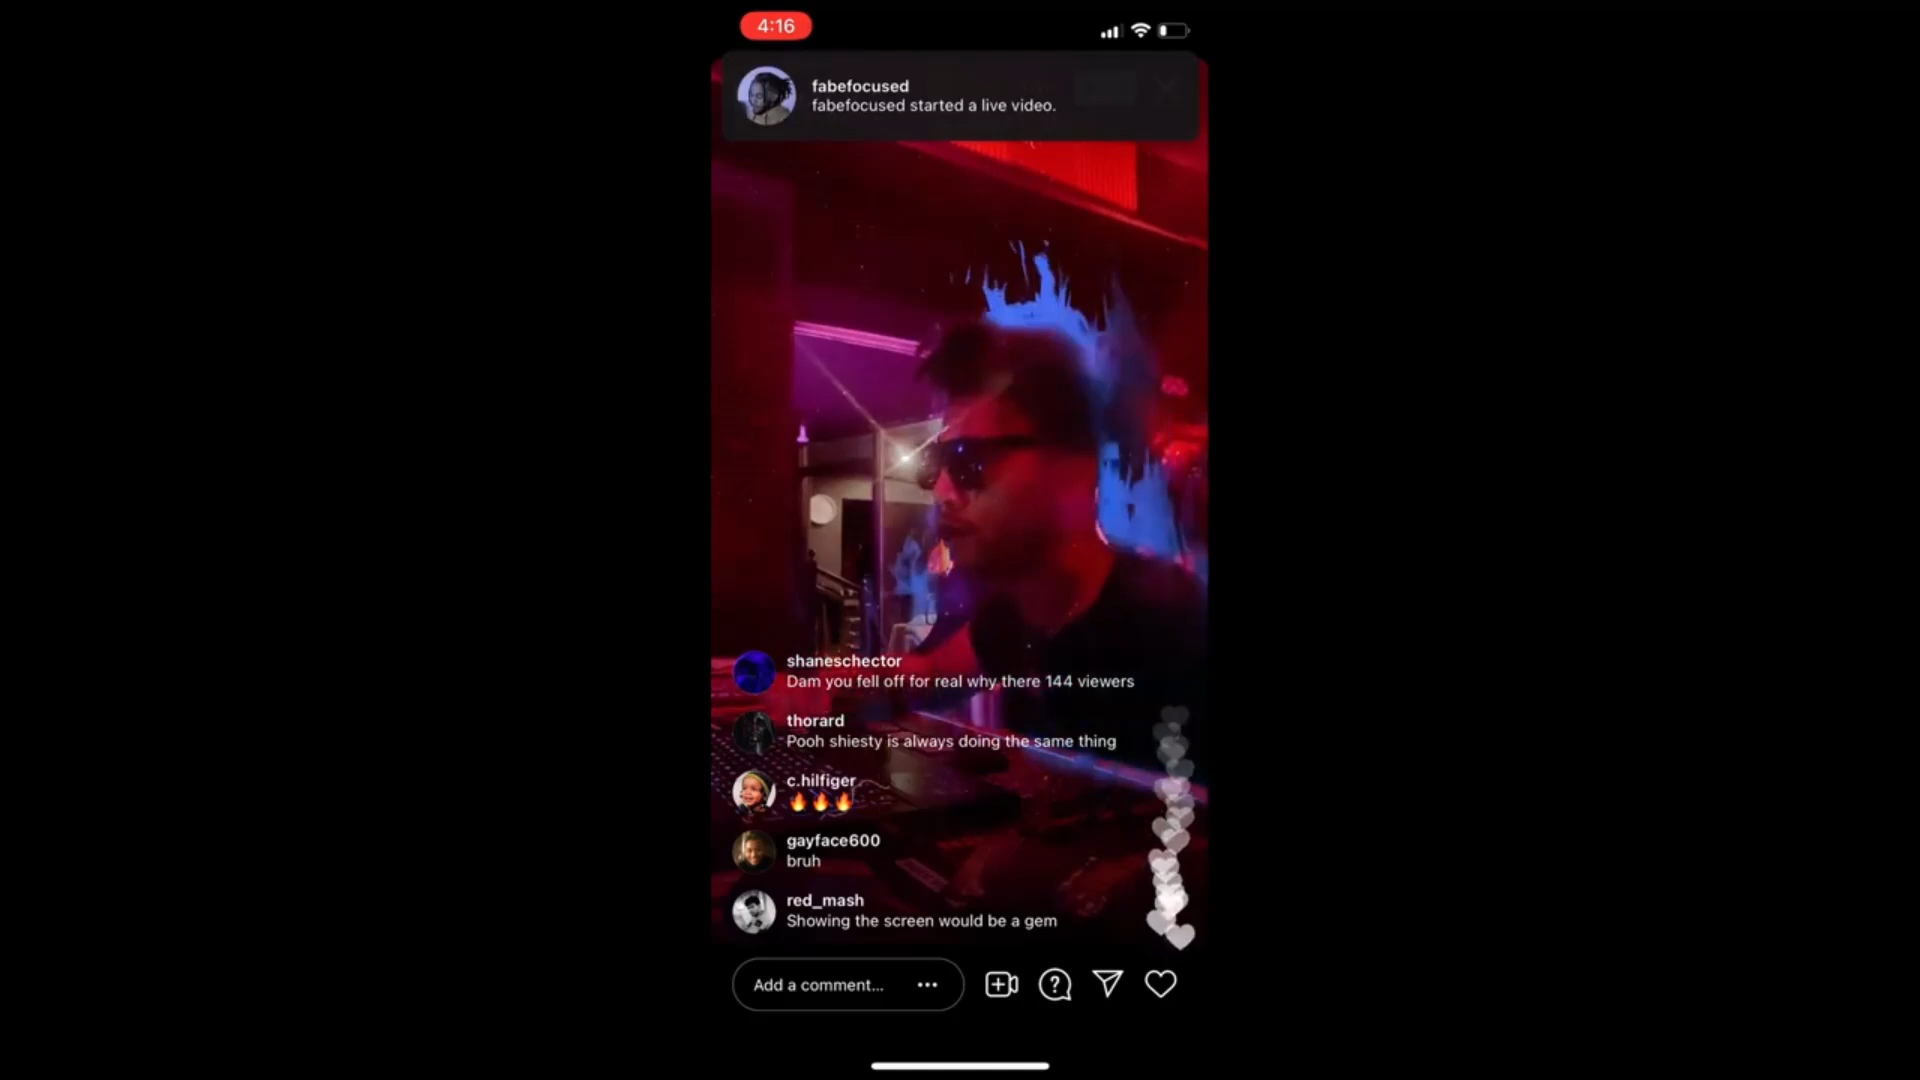 4:16
fabefocused
fabefocused started a live video.
shaneschector
Dam you fell off for real why there 144 viewers
thorard
Pooh shiesty is always doing the same thing
c.hilfiger
🔥🔥🔥
gayface600
bruh
red_mash
Showing the screen would be a gem
Add a comment...